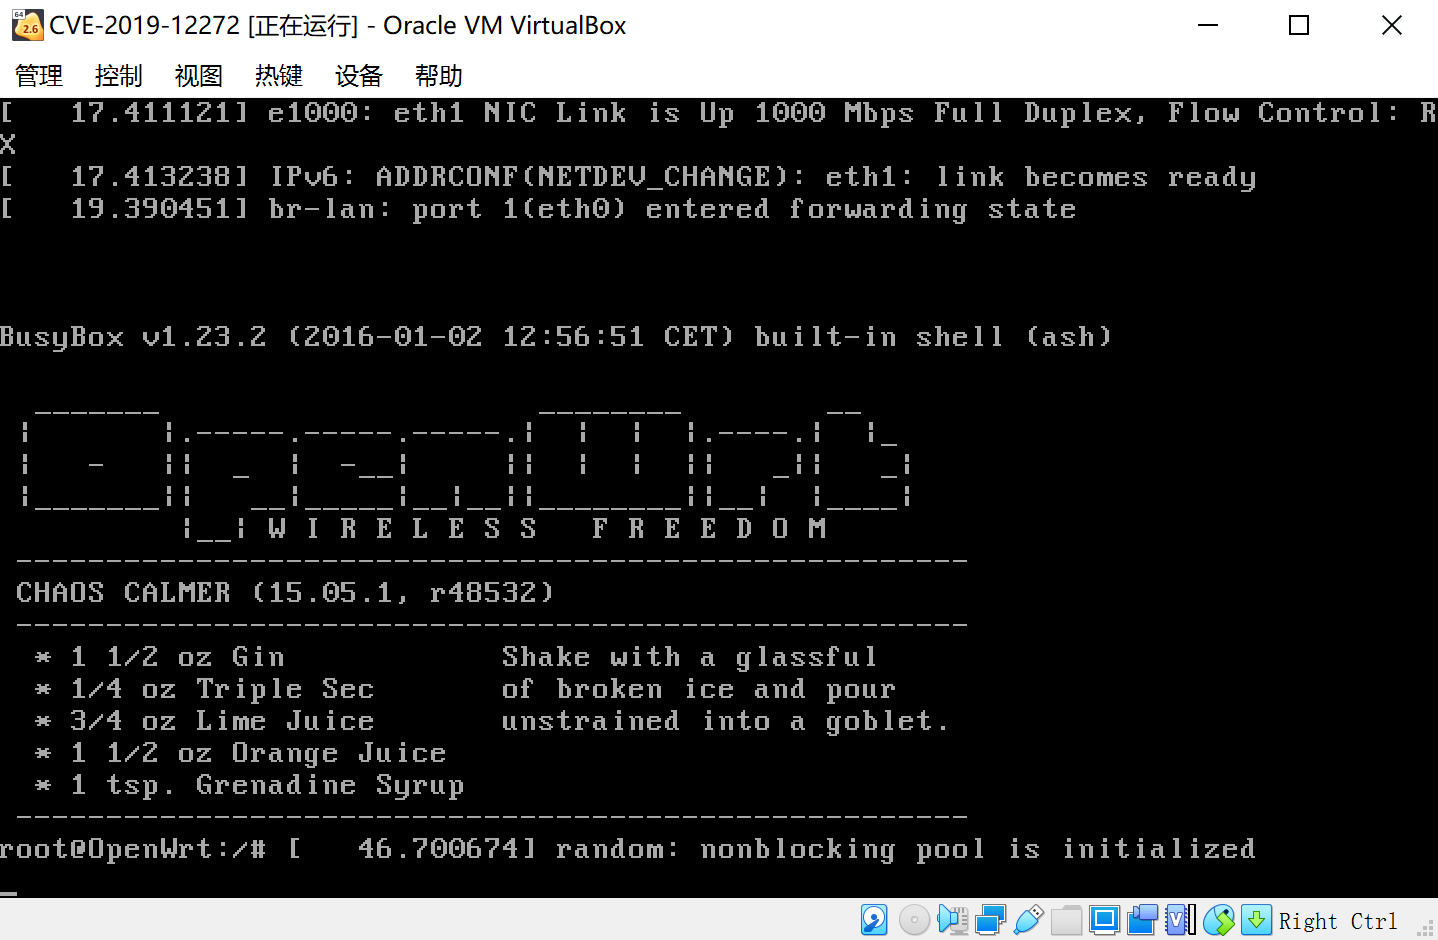 CVE-2019-12272 [正在运行] - Oracle VM VirtualBox
管理 控制 视图 热键 设备 帮助
[   17.411121] e1000: eth1 NIC Link is Up 1000 Mbps Full Duplex, Flow Control: R
X
[   17.413238] IPv6: ADDRCONF(NETDEV_CHANGE): eth1: link becomes ready
[   19.390451] br-lan: port 1(eth0) entered forwarding state
BusyBox v1.23.2 (2016-01-02 12:56:51 CET) built-in shell (ash)
OpenWrt
W I R E L E S S   F R E E D O M
-----------------------------------------------------
CHAOS CALMER (15.05.1, r48532)
-----------------------------------------------------
* 1 1/2 oz Gin            Shake with a glassful
* 1/4 oz Triple Sec       of broken ice and pour
* 3/4 oz Lime Juice       unstrained into a goblet.
* 1 1/2 oz Orange Juice
* 1 tsp. Grenadine Syrup
-----------------------------------------------------
root@OpenWrt:/# [   46.700674] random: nonblocking pool is initialized
Right Ctrl